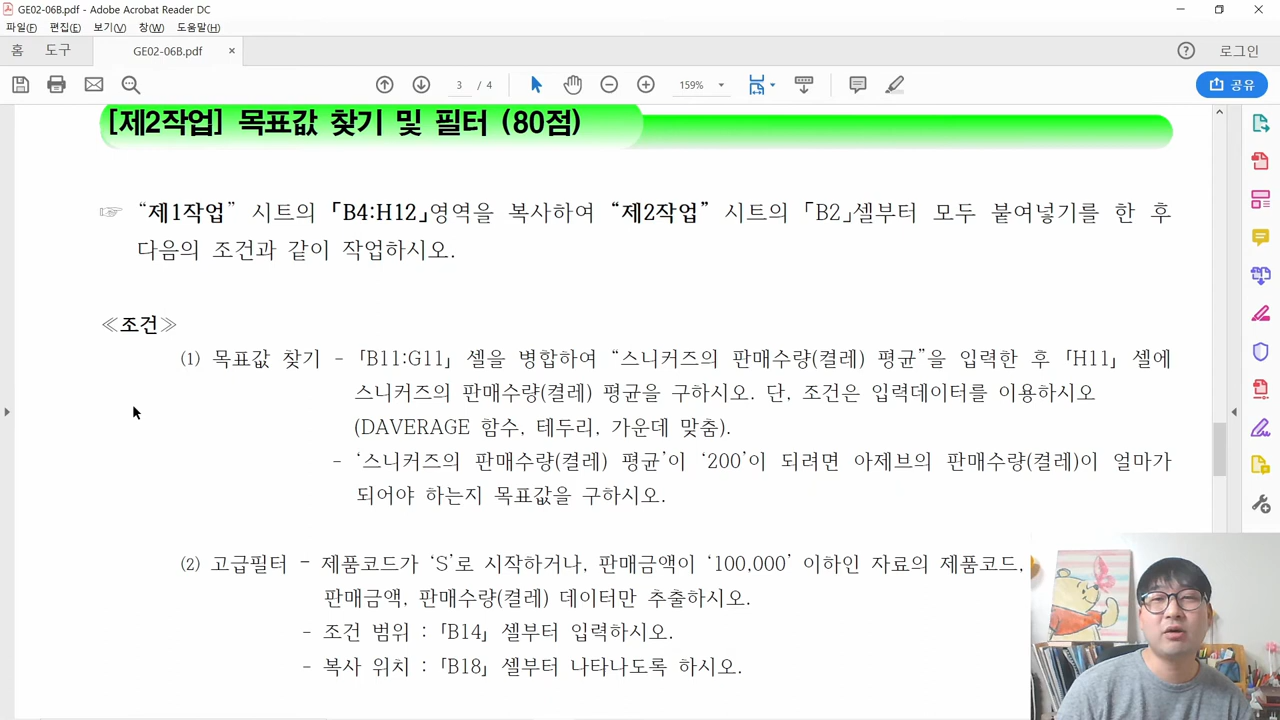 GE02-06B.pdf - Adobe Acrobat Reader DC
파일(F) 편집(E) 보기(V) 창(W) 도움말(H)
홈 도구 GE02-06B.pdf × 로그인
3 / 4 159% 공유
[제2작업] 목표값 찾기 및 필터 (80점)
☞ “제1작업” 시트의 「B4:H12」영역을 복사하여 “제2작업” 시트의 「B2」셀부터 모두 붙여넣기를 한 후
다음의 조건과 같이 작업하시오.
≪조건≫
(1) 목표값 찾기 - 「B11:G11」 셀을 병합하여 “스니커즈의 판매수량(켤레) 평균”을 입력한 후 「H11」 셀에
스니커즈의 판매수량(켤레) 평균을 구하시오. 단, 조건은 입력데이터를 이용하시오
(DAVERAGE 함수, 테두리, 가운데 맞춤).
- ‘스니커즈의 판매수량(켤레) 평균’이 ‘200’이 되려면 아제브의 판매수량(켤레)이 얼마가
되어야 하는지 목표값을 구하시오.
(2) 고급필터 - 제품코드가 ‘S’로 시작하거나, 판매금액이 ‘100,000’ 이하인 자료의 제품코드,
판매금액, 판매수량(켤레) 데이터만 추출하시오.
- 조건 범위 : 「B14」 셀부터 입력하시오.
- 복사 위치 : 「B18」 셀부터 나타나도록 하시오.